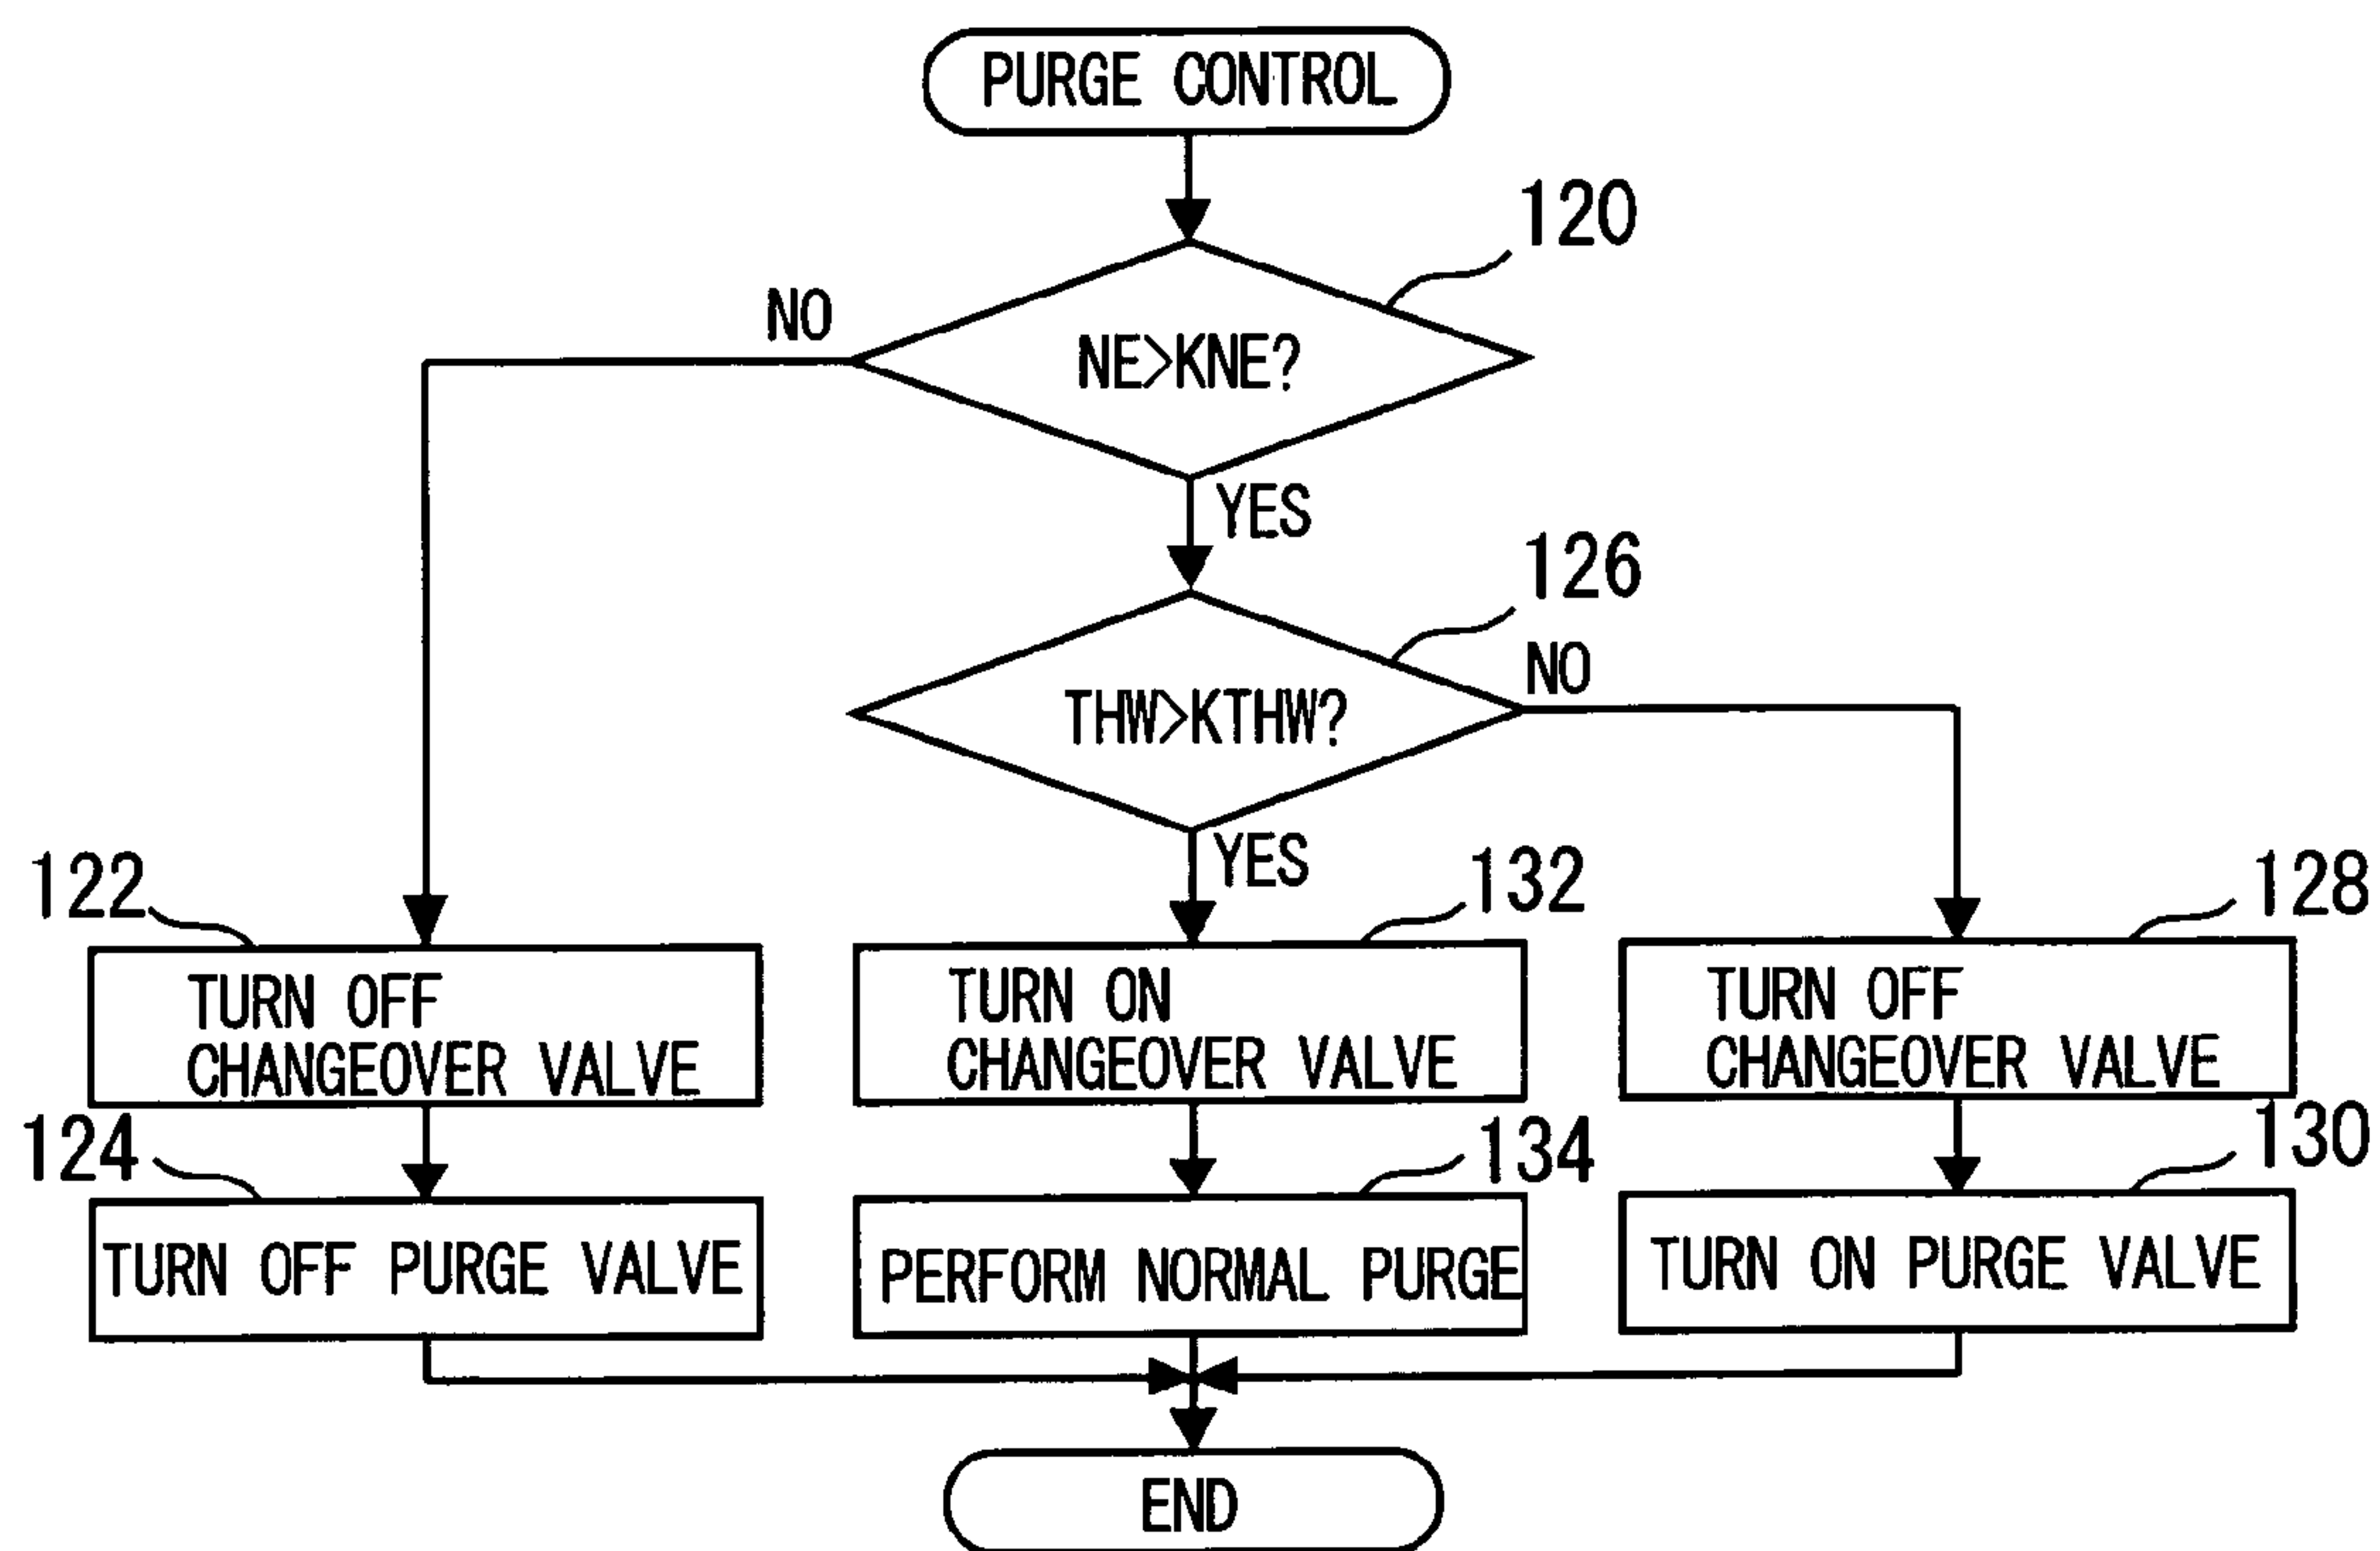 PURGE CONTROL
120
NE>KNE?
NO
YES
126
THW>KTHW?
NO
YES
122
TURN OFF
CHANGEOVER VALVE
132
TURN ON
CHANGEOVER VALVE
128
TURN OFF
CHANGEOVER VALVE
124
TURN OFF PURGE VALVE
134
PERFORM NORMAL PURGE
130
TURN ON PURGE VALVE
END